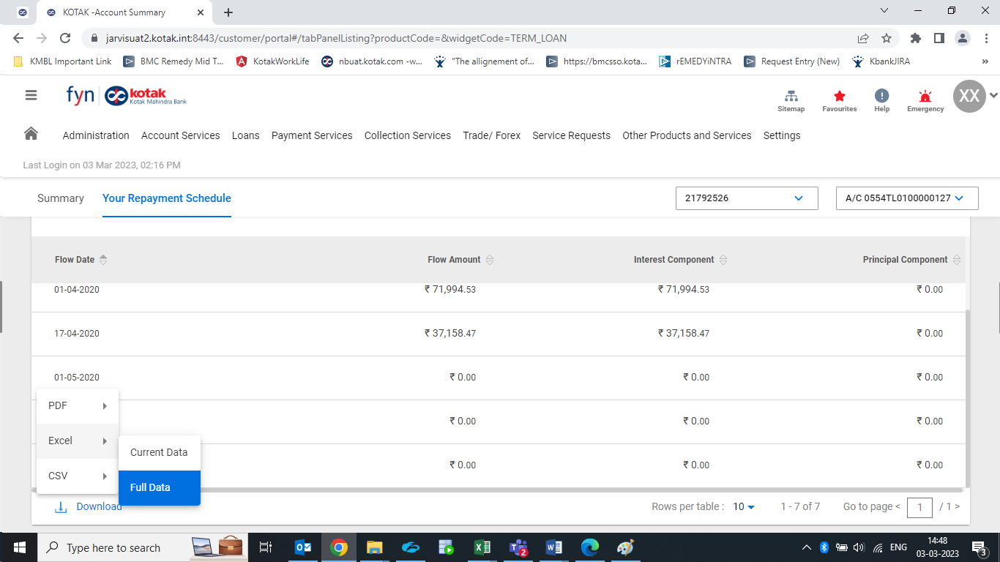 KOTAK -Account Summary
jarvisuat2.kotak.int:8443/customer/portal#/tabPanelListing?productCode=&widgetCode=TERM_LOAN
KMBL Important Link BMC Remedy Mid T... KotakWorkLife nbuat.kotak.com -w... "The allignement of... https://bmcsso.kota... rEMEDYiNTRA Request Entry (New) KbankJIRA »
fyn kotak
Kotak Mahindra Bank
XX
Sitemap Favourites Help Emergency
Administration Account Services Loans Payment Services Collection Services Trade/ Forex Service Requests Other Products and Services Settings
Last Login on 03 Mar 2023, 02:16 PM
Summary Your Repayment Schedule 21792526 A/C 0554TL0100000127
Flow Date Flow Amount Interest Component Principal Component
01-04-2020 ₹ 71,994.53 ₹ 71,994.53 ₹ 0.00
17-04-2020 ₹ 37,158.47 ₹ 37,158.47 ₹ 0.00
01-05-2020 ₹ 0.00 ₹ 0.00 ₹ 0.00
PDF
₹ 0.00 ₹ 0.00 ₹ 0.00
Excel
Current Data
₹ 0.00 ₹ 0.00 ₹ 0.00
CSV
Full Data
Download Rows per table : 10 1 - 7 of 7 Go to page < 1 / 1 >
Type here to search 2 ENG 14:48
03-03-2023 3